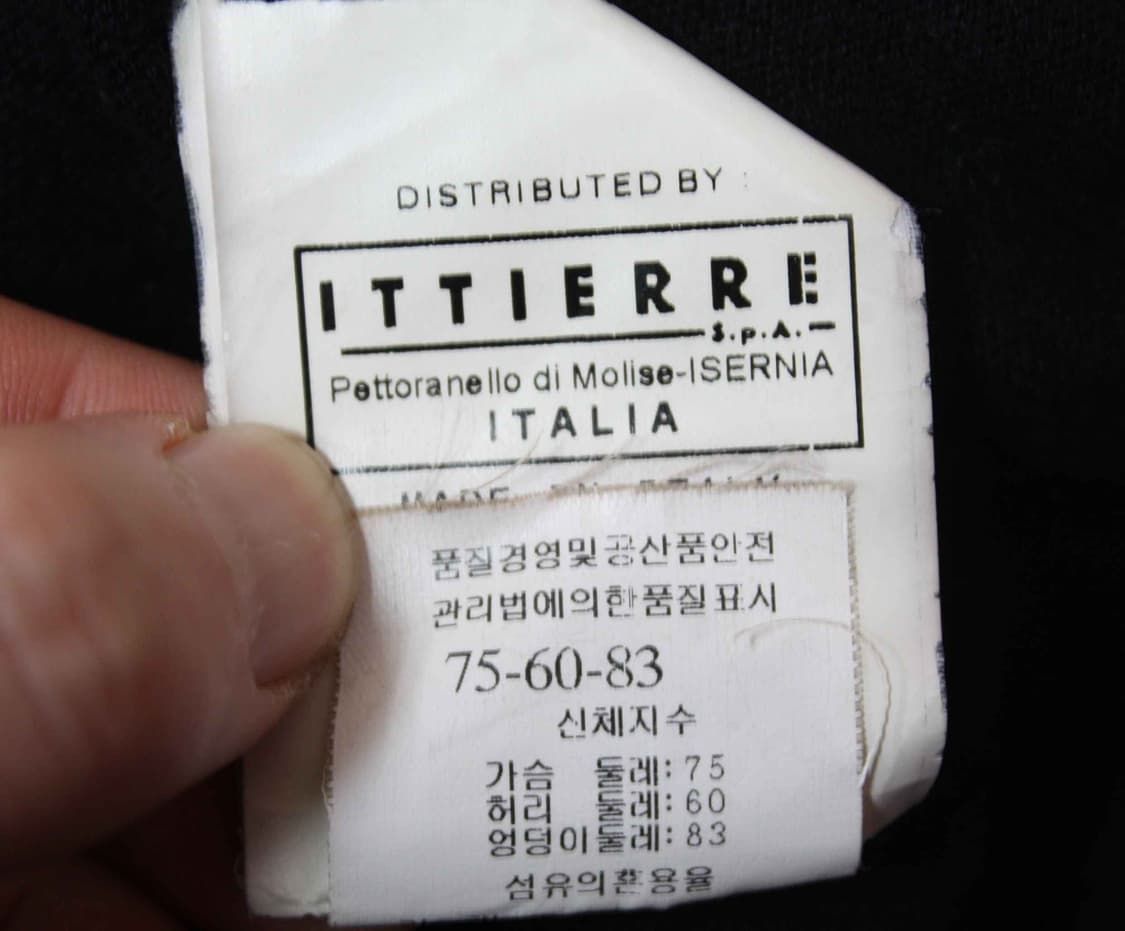 DISTRIBUTED BY :
ITTIERRE
S.p.A.
Pettoranello di Molise-ISERNIA
ITALIA
MADE IN ITALY
품질경영및공산품안전
관리법에의한품질표시
75-60-83
신체지수
가슴 둘레: 75
허리 둘레: 60
엉덩이둘레: 83
섬유의혼용율